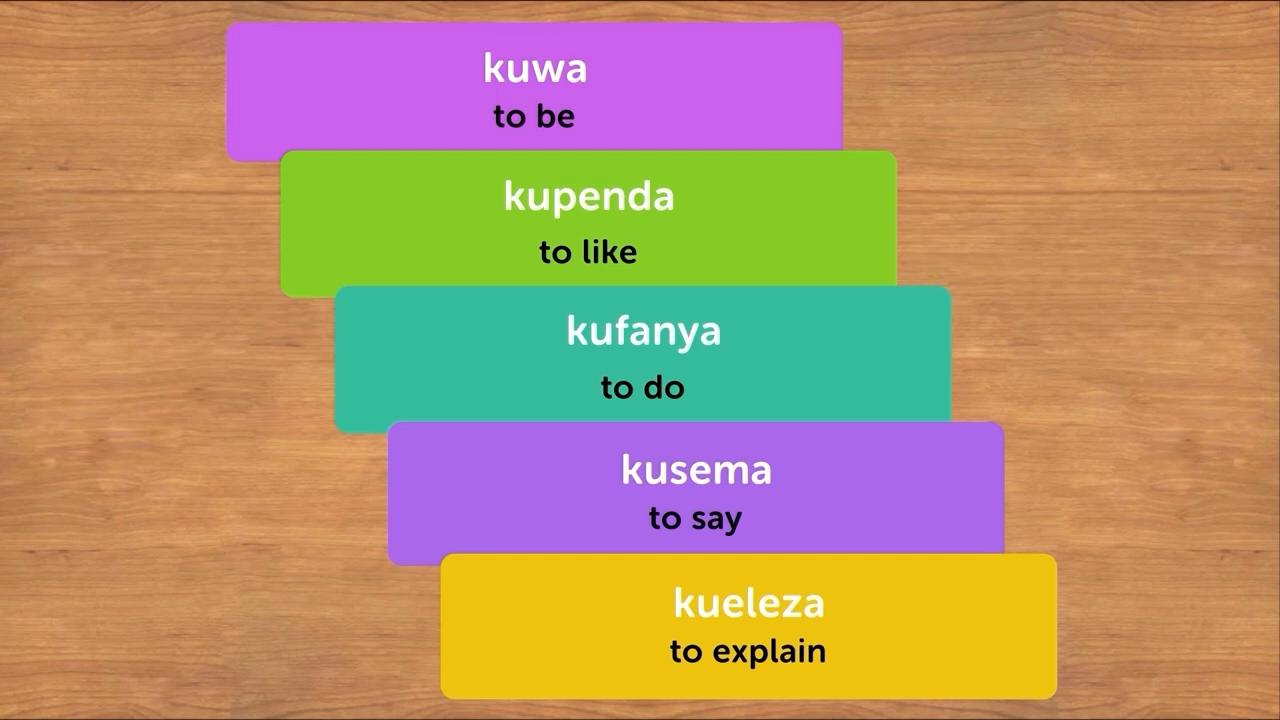 kuwa
to be
kupenda
to like
kufanya
to do
kusema
to say
kueleza
to explain